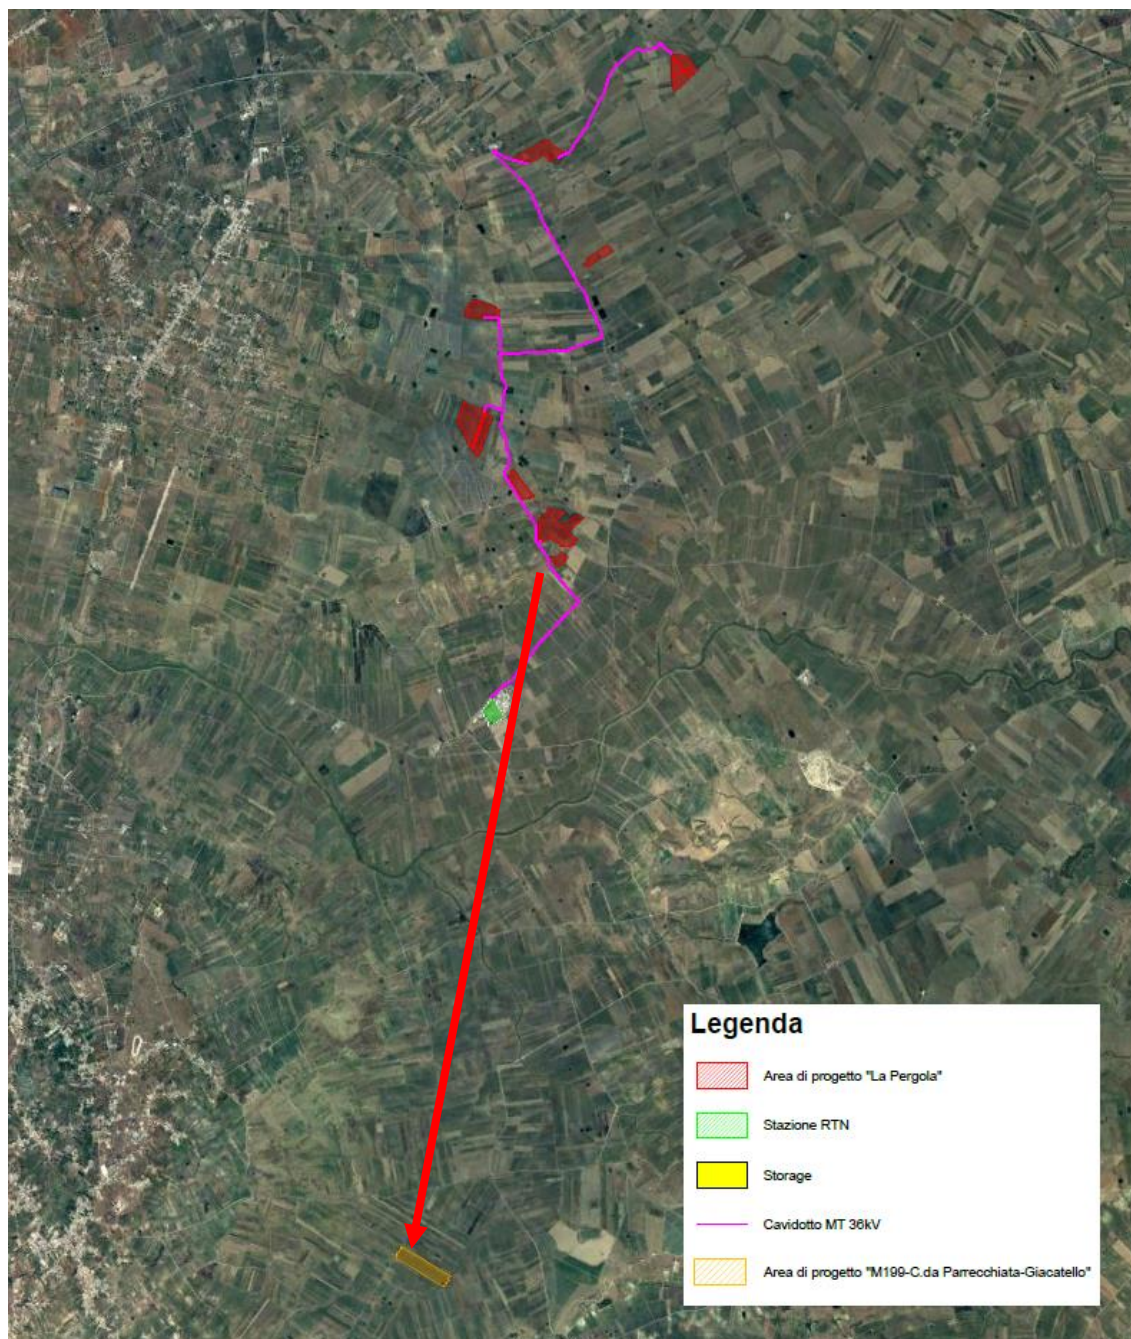 Legenda
Area di progetto "La Pergola"
Stazione RTN
Storage
Cavidotto MT 36kV
Area di progetto "M199-C.da Parrecchiata-Giacatello"